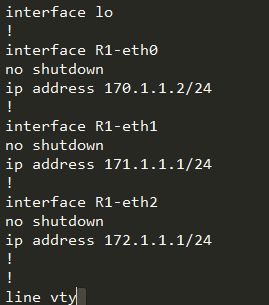 interface lo
!
interface R1-eth0
no shutdown
ip address 170.1.1.2/24
!
interface R1-eth1
no shutdown
ip address 171.1.1.1/24
!
interface R1-eth2
no shutdown
ip address 172.1.1.1/24
!
!
line vty